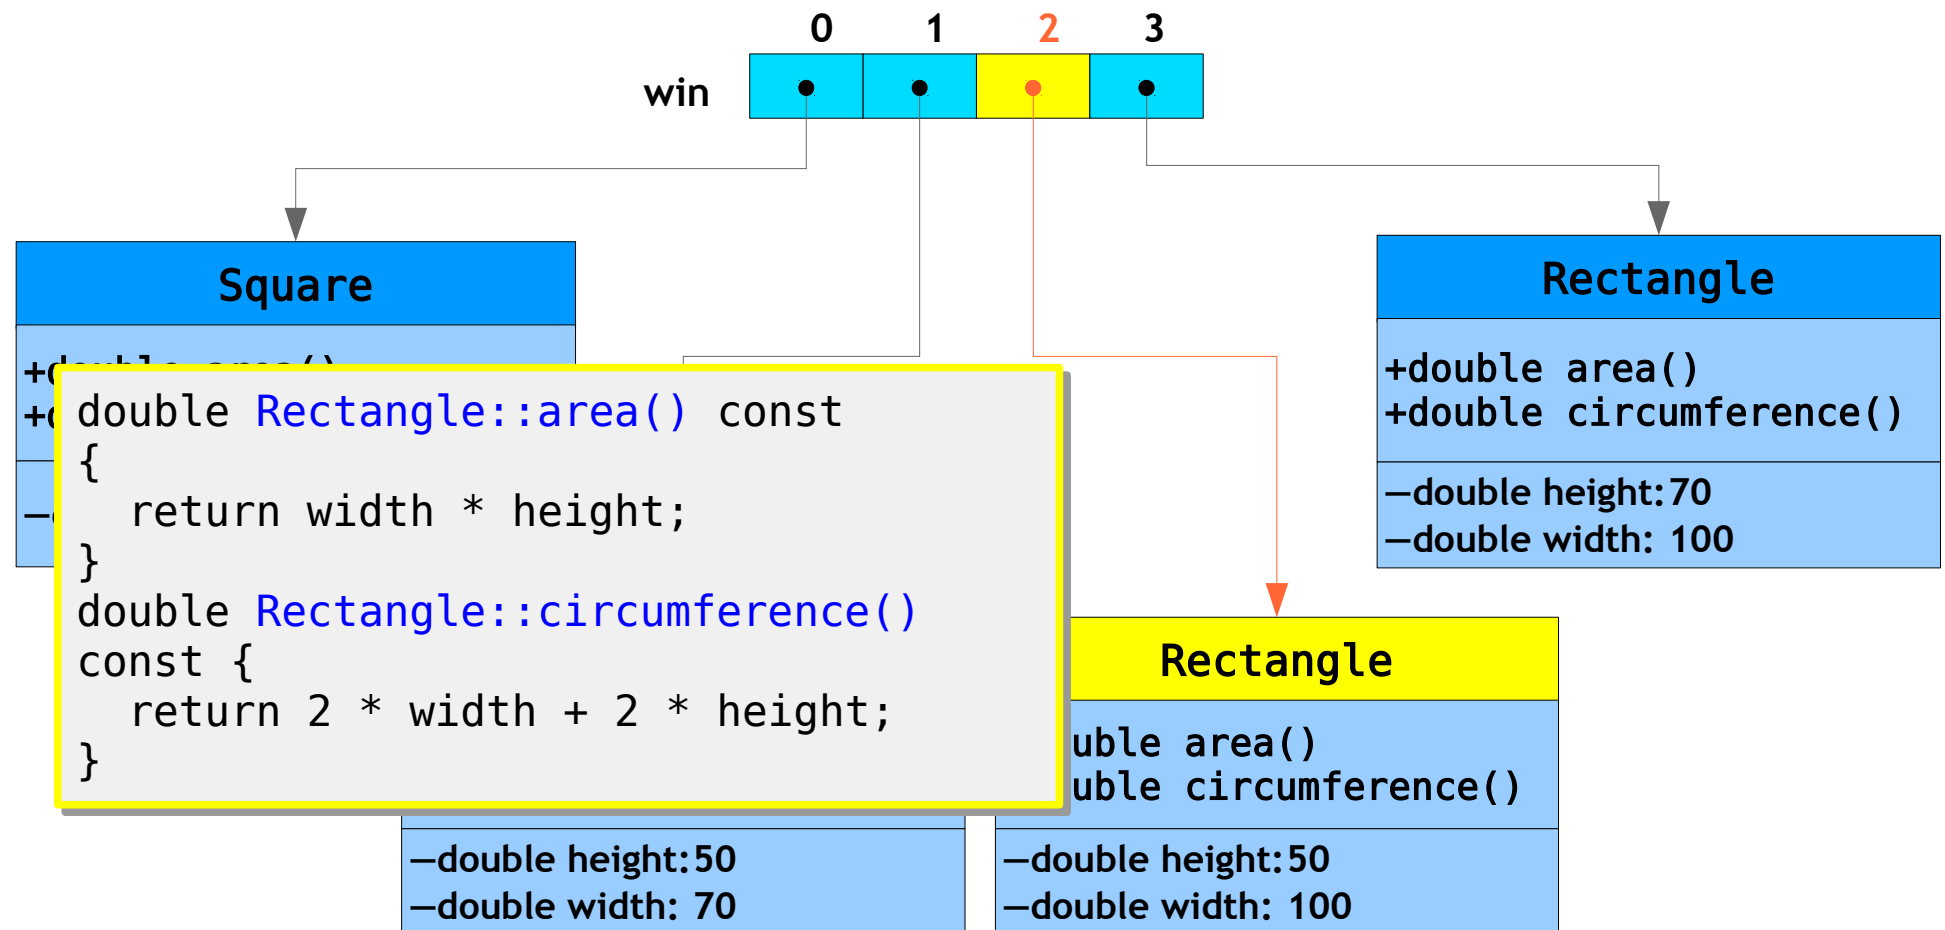 0 1 2 3
win
Square
Rectangle
+double area()
+double circumference()
—double height:70
—double width: 100
double Rectangle::area() const
{
  return width * height;
}
double Rectangle::circumference()
const {
  return 2 * width + 2 * height;
}
Rectangle
uble area()
uble circumference()
—double height:50
—double width: 70
—double height:50
—double width: 100